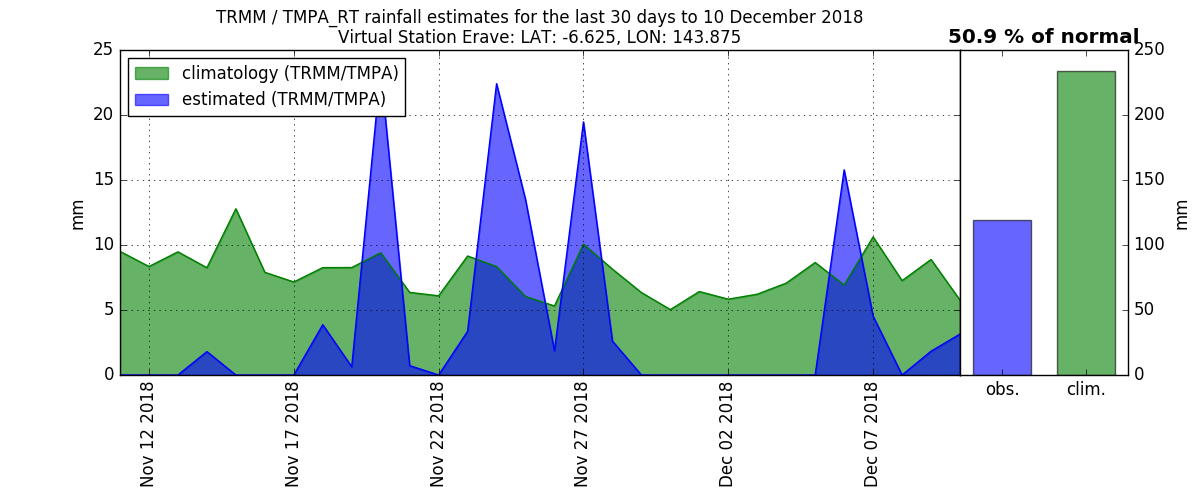 TRMM / TMPA_RT rainfall estimates for the last 30 days to 10 December 2018
Virtual Station Erave: LAT: -6.625, LON: 143.875
50.9 % of normal
climatology (TRMM/TMPA)
estimated (TRMM/TMPA)
25
20
15
10
5
0
mm
250
200
150
100
50
0
mm
Nov 12 2018
Nov 17 2018
Nov 22 2018
Nov 27 2018
Dec 02 2018
Dec 07 2018
obs.
clim.